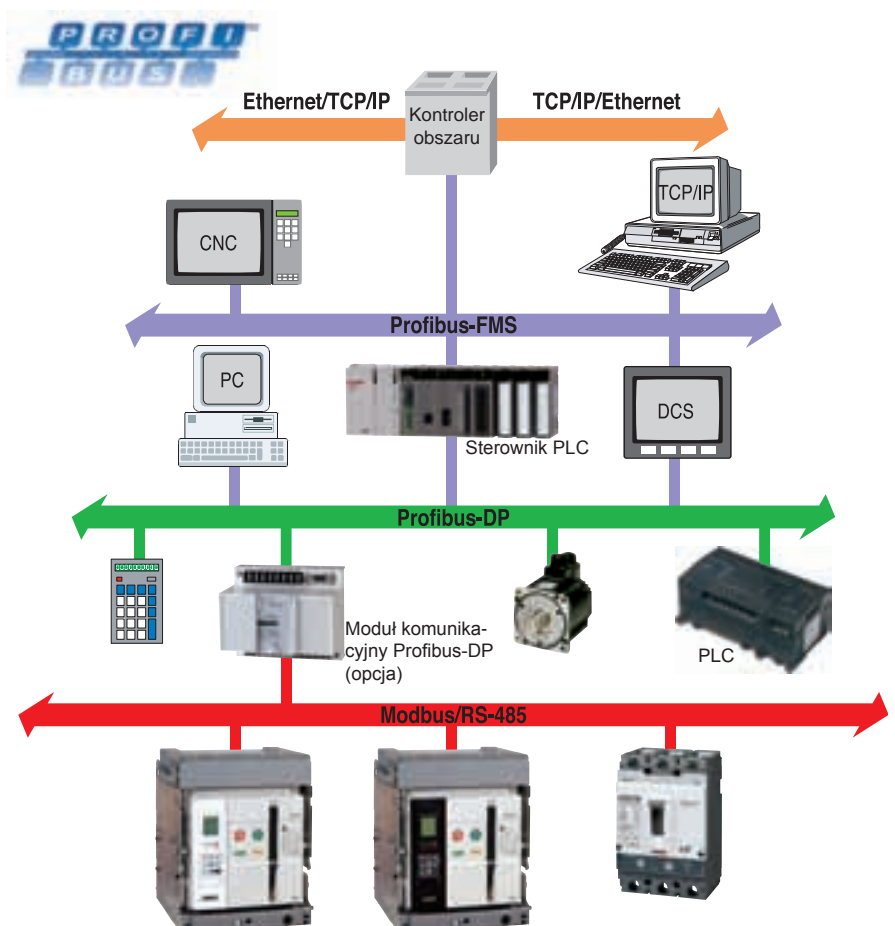 PROFI
BUS
Ethernet/TCP/IP
Kontroler
obszaru
TCP/IP/Ethernet
CNC
TCP/IP
Profibus-FMS
PC
DCS
Sterownik PLC
Profibus-DP
Moduł komunika-
cyjny Profibus-DP
(opcja)
PLC
Modbus/RS-485